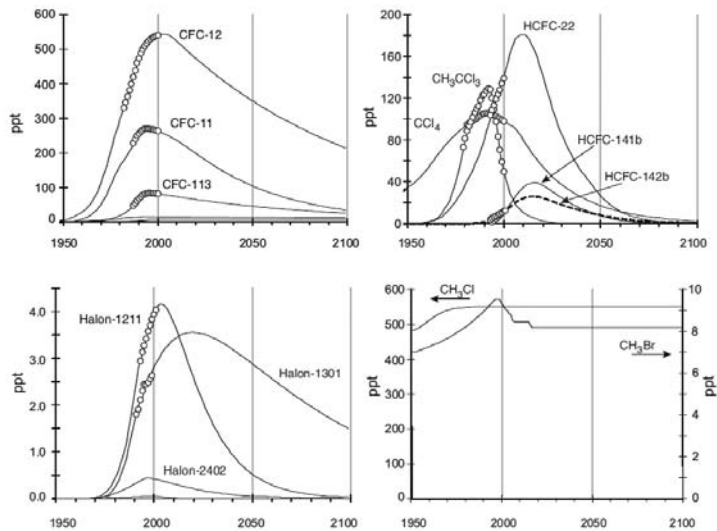 600
500
400
300
200
100
0
ppt
CFC-12
CFC-11
CFC-113
1950 2000 2050 2100
200
160
120
80
40
0
ppt
HCFC-22
CH₃CCl₃
CCl₄
HCFC-141b
HCFC-142b
1950 2000 2050 2100
4.0
3.0
2.0
1.0
0.0
ppt
Halon-1211
Halon-1301
Halon-2402
1950 2000 2050 2100
600
500
400
300
200
100
0
ppt
CH₃Cl
CH₃Br
10
8
6
4
2
0
ppt
1950 2000 2050 2100